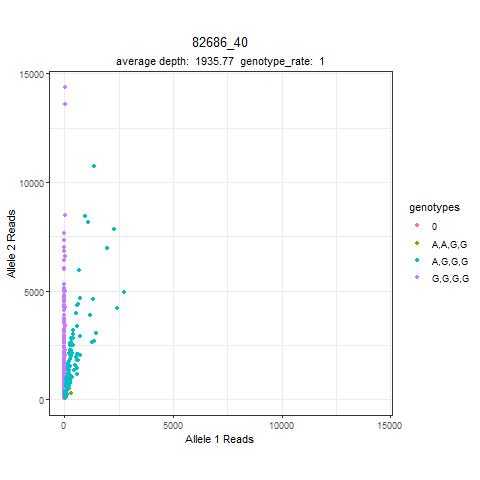 82686_40
average depth: 1935.77 genotype_rate: 1
15000
10000
5000
0
Allele 2 Reads
0
5000
10000
15000
Allele 1 Reads
genotypes
0
A,A,G,G
A,G,G,G
G,G,G,G